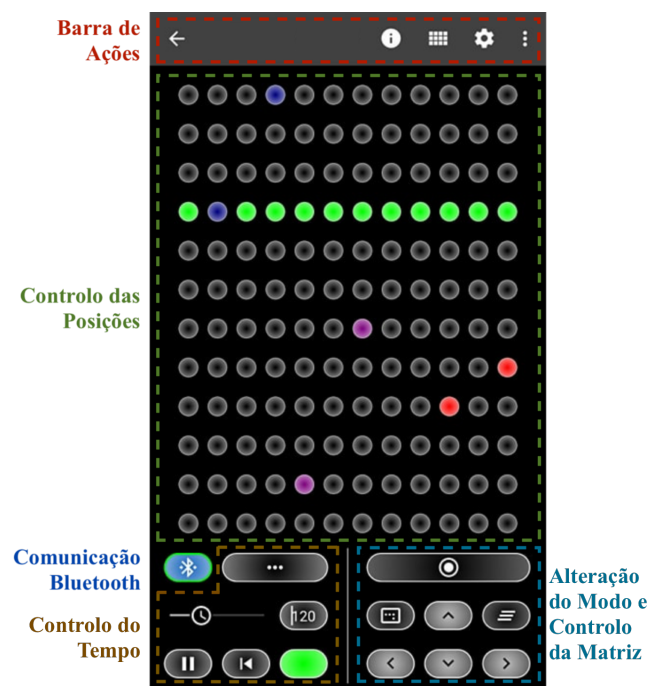 Barra de
Ações
Controlo das
Posições
Comunicação
Bluetooth
Controlo do
Tempo
120
Alteração
do Modo e
Controlo
da Matriz